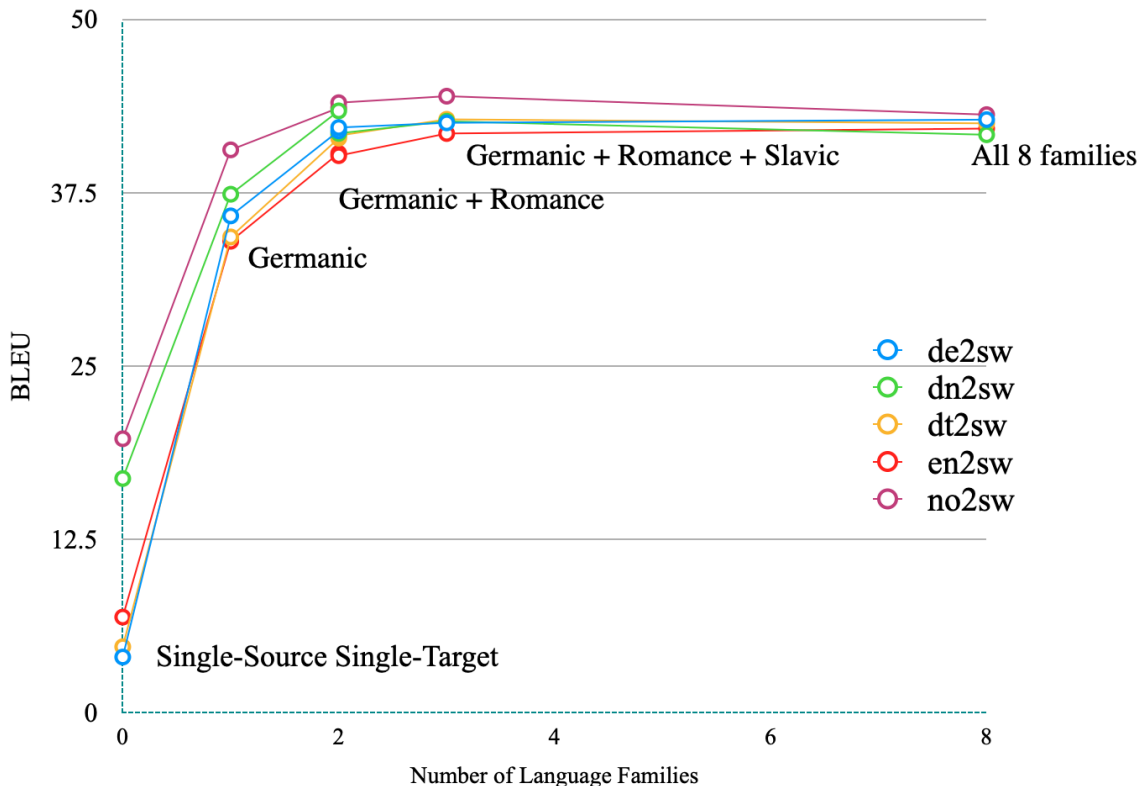 50
Germanic + Romance + Slavic
All 8 families
37.5
Germanic + Romance
Germanic
BLEU
25
de2sw
dn2sw
dt2sw
en2sw
no2sw
12.5
Single-Source Single-Target
0
0 2 4 6 8
Number of Language Families